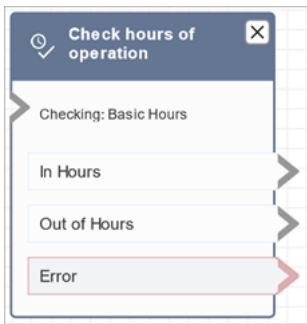 Check hours of
operation
Checking: Basic Hours
In Hours
Out of Hours
Error